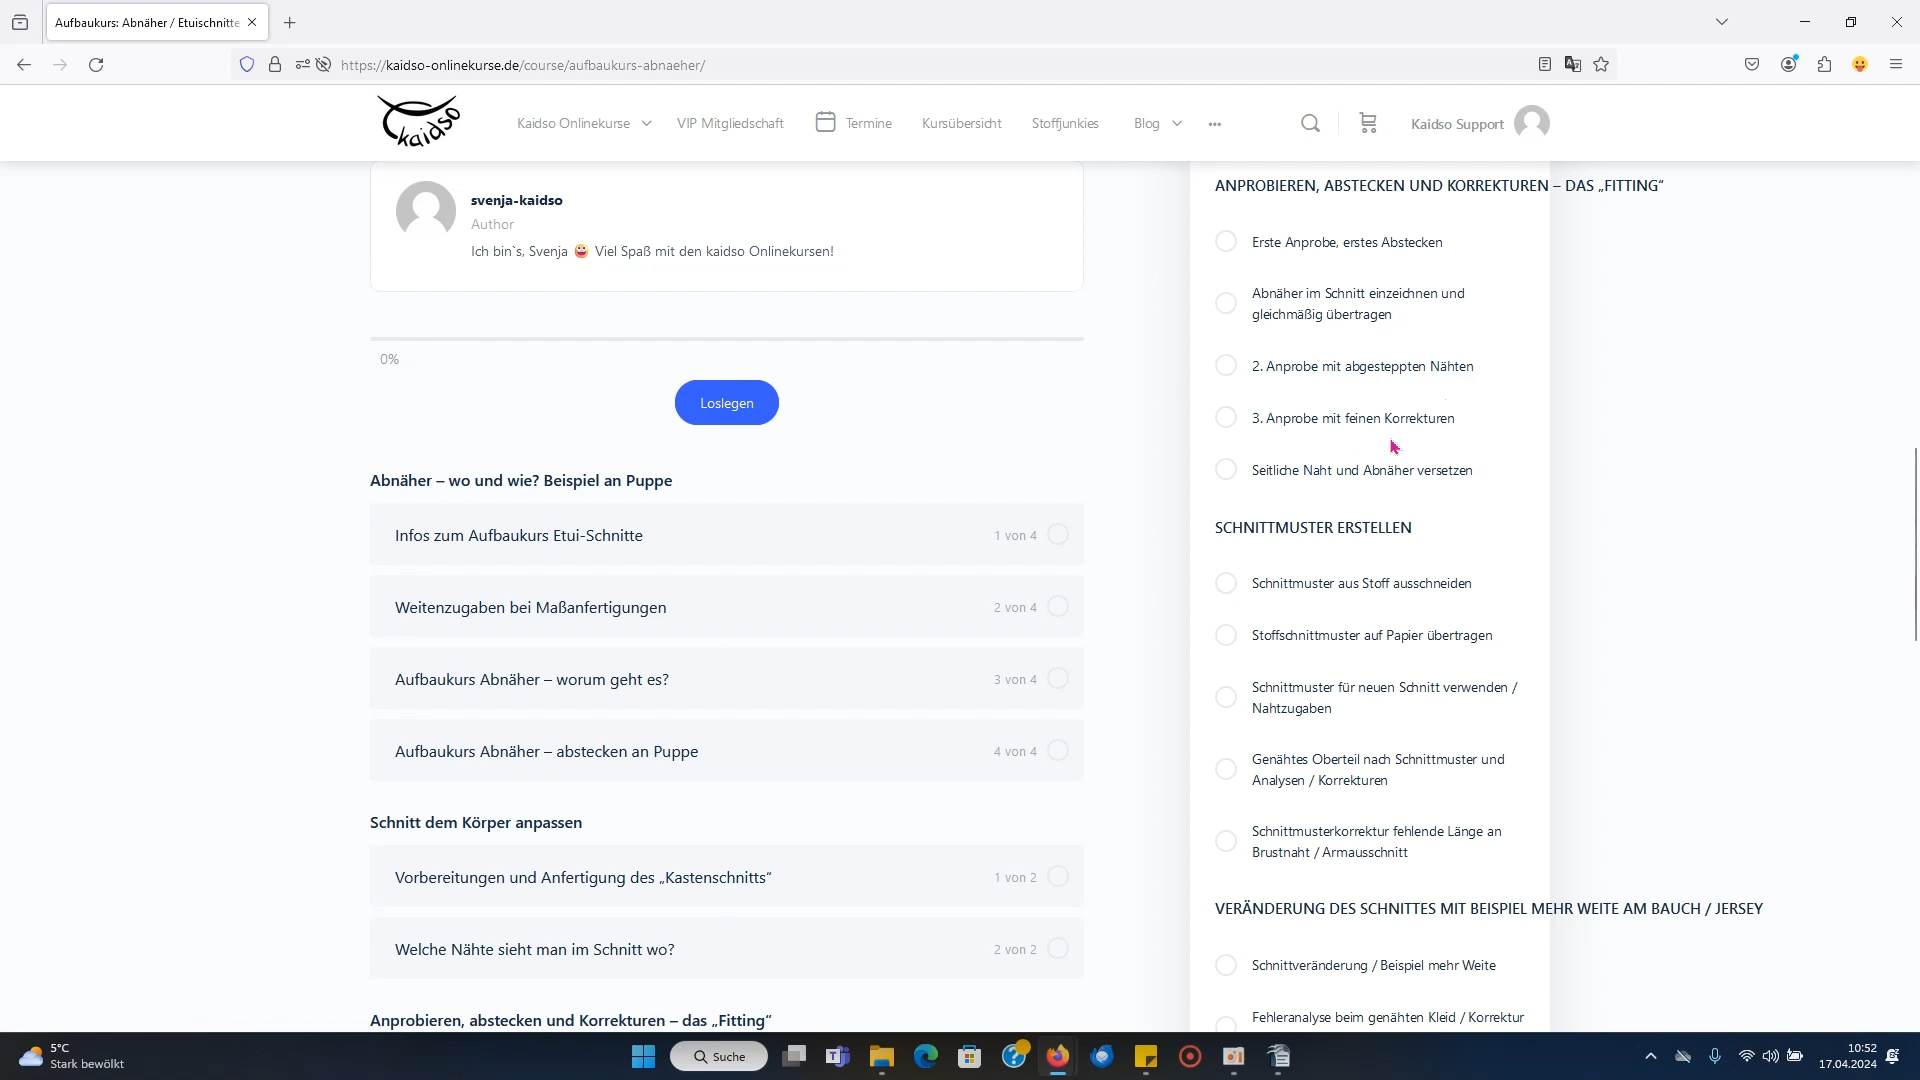 Aufbaukurs: Abnäher / Etuischnitte
https://kaidso-onlinekurse.de/course/aufbaukurs-abnaeher/
kaidso
Kaidso Onlinekurse
VIP Mitgliedschaft
Termine
Kursübersicht
Stoffjunkies
Blog
Kaidso Support
svenja-kaidso
Author
Ich bin`s, Svenja 😀 Viel Spaß mit den kaidso Onlinekursen!
0%
Loslegen
Abnäher – wo und wie? Beispiel an Puppe
Infos zum Aufbaukurs Etui-Schnitte 1 von 4
Weitenzugaben bei Maßanfertigungen 2 von 4
Aufbaukurs Abnäher – worum geht es? 3 von 4
Aufbaukurs Abnäher – abstecken an Puppe 4 von 4
Schnitt dem Körper anpassen
Vorbereitungen und Anfertigung des „Kastenschnitts“ 1 von 2
Welche Nähte sieht man im Schnitt wo? 2 von 2
Anprobieren, abstecken und Korrekturen – das „Fitting“
ANPROBIEREN, ABSTECKEN UND KORREKTUREN – DAS „FITTING“
Erste Anprobe, erstes Abstecken
Abnäher im Schnitt einzeichnen und
gleichmäßig übertragen
2. Anprobe mit abgesteppten Nähten
3. Anprobe mit feinen Korrekturen
Seitliche Naht und Abnäher versetzen
SCHNITTMUSTER ERSTELLEN
Schnittmuster aus Stoff ausschneiden
Stoffschnittmuster auf Papier übertragen
Schnittmuster für neuen Schnitt verwenden /
Nahtzugaben
Genähtes Oberteil nach Schnittmuster und
Analysen / Korrekturen
Schnittmusterkorrektur fehlende Länge an
Brustnaht / Armausschnitt
VERÄNDERUNG DES SCHNITTES MIT BEISPIEL MEHR WEITE AM BAUCH / JERSEY
Schnittveränderung / Beispiel mehr Weite
Fehleranalyse beim genähten Kleid / Korrektur
5°C
Stark bewölkt
Suche
10:52
17.04.2024